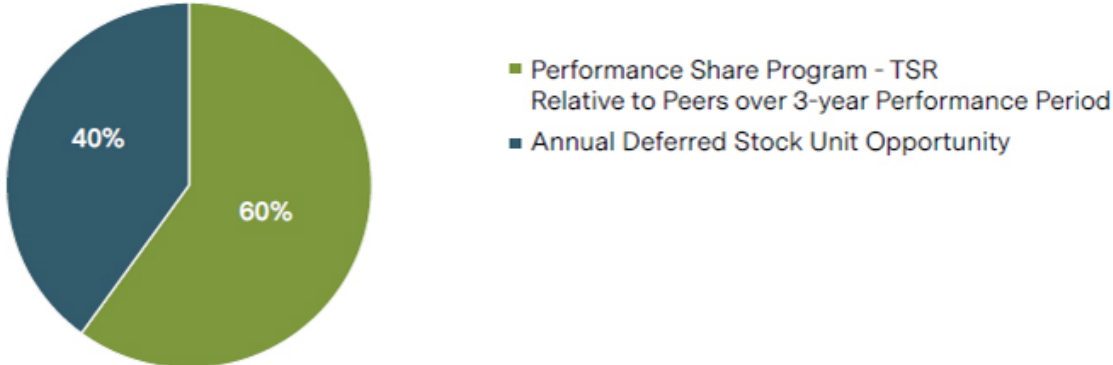 40%
60%
Performance Share Program - TSR
Relative to Peers over 3-year Performance Period
Annual Deferred Stock Unit Opportunity